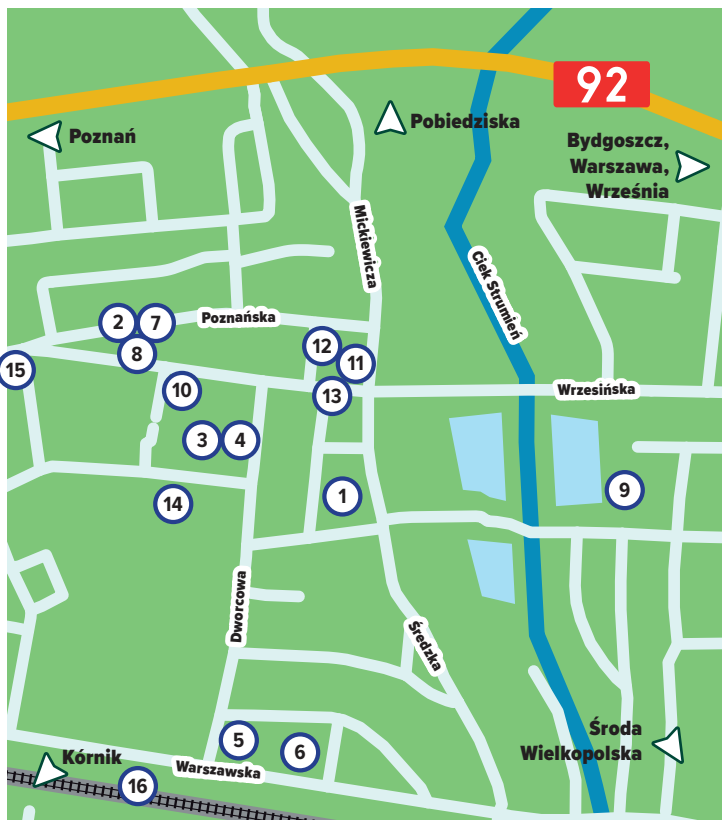 92
Poznań
Pobiedziska
Bydgoszcz,
Warszawa,
Września
Mickiewicza
Ciek Strumień
2
7
Poznańska
8
12
11
15
10
13
Wrzesińska
3
4
14
1
9
Dworcowa
Średzka
5
6
Środa
Wielkopolska
Kórnik
Warszawska
16